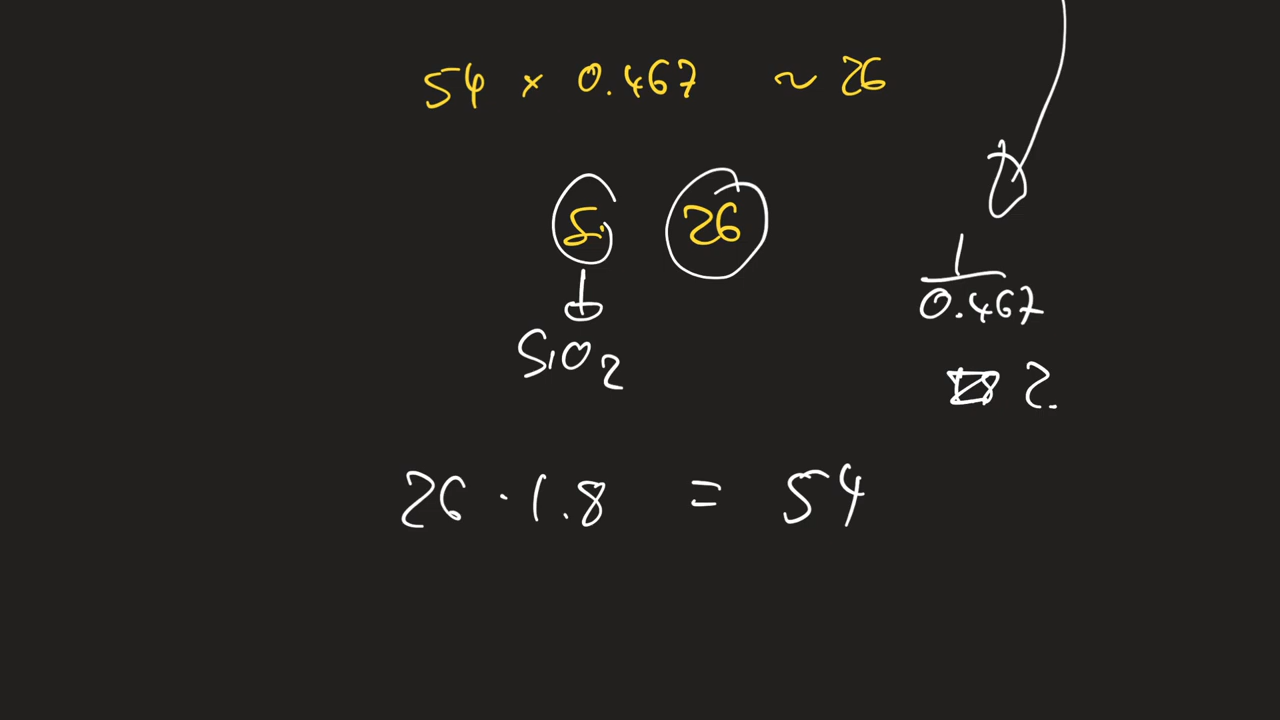 54 × 0.467 ~ 26
Si 26
SiO2
1
0.467
2.
26 · 1.8 = 54